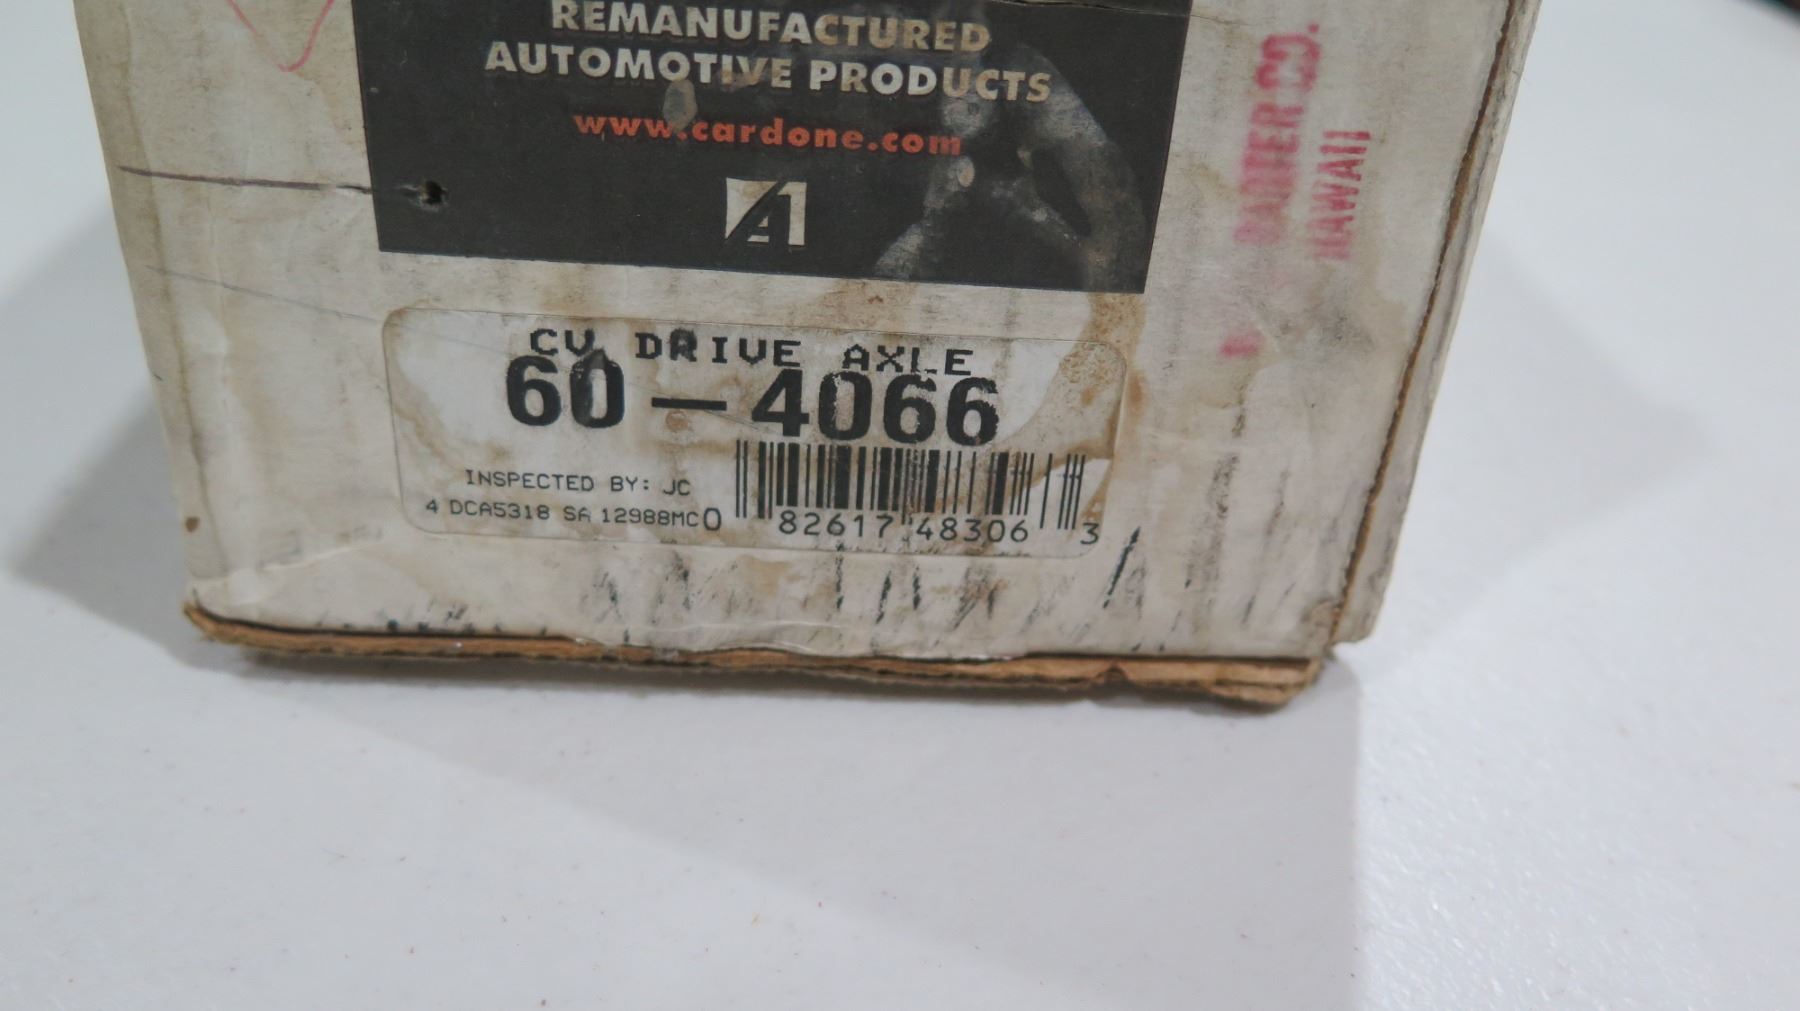 REMANUFACTURED
AUTOMOTIVE PRODUCTS
www.cardone.com
A1
CV DRIVE AXLE
60-4066
INSPECTED BY: JC
4 DCA5318 SA 12988MC
0 82617 48306 3
CO.
HAWAII